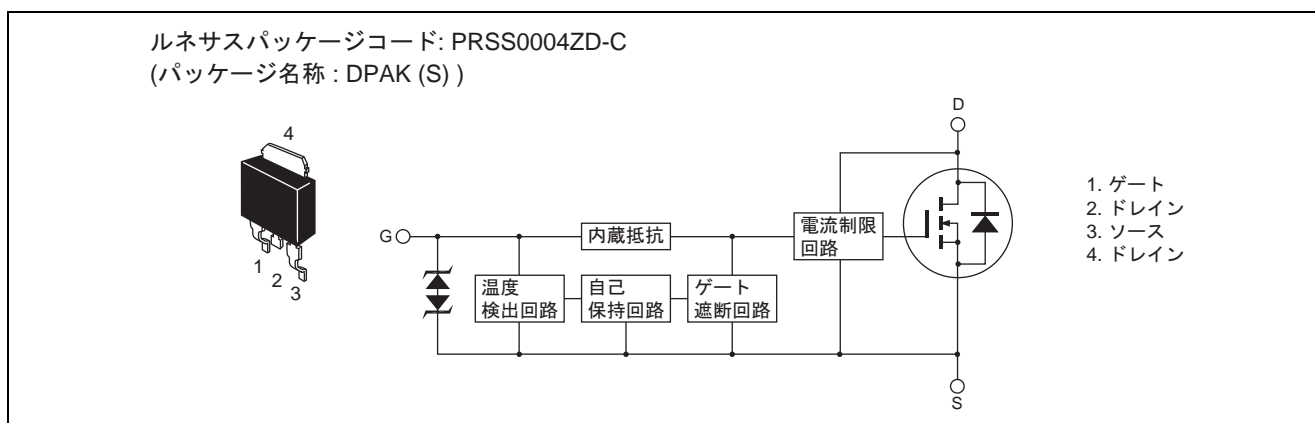 ルネサスパッケージコード: PRSS0004ZD-C
(パッケージ名称 : DPAK (S) )
4
1
2
3
D
G
内蔵抵抗
電流制限
回路
温度
検出回路
自己
保持回路
ゲート
遮断回路
S
1. ゲート
2. ドレイン
3. ソース
4. ドレイン